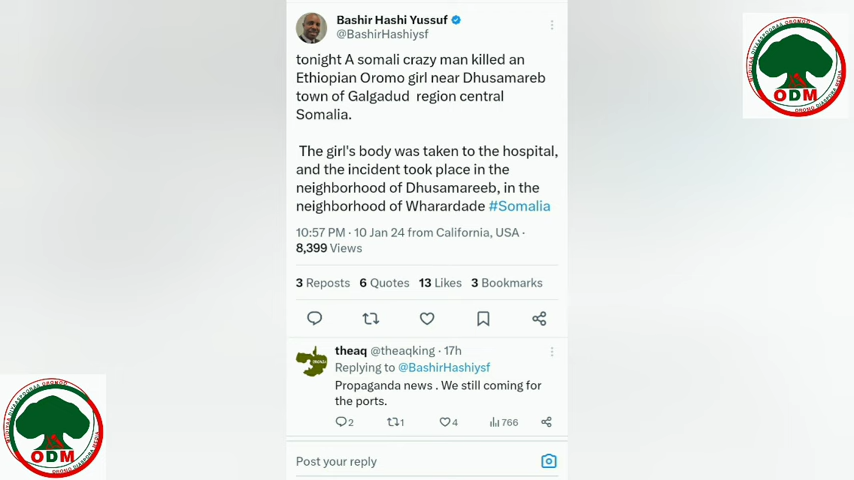 Bashir Hashi Yussuf
@BashirHashiysf
tonight A somali crazy man killed an
Ethiopian Oromo girl near Dhusamareb
town of Galgadud region central
Somalia.
The girl's body was taken to the hospital,
and the incident took place in the
neighborhood of Dhusamareeb, in the
neighborhood of Wharardade #Somalia
10:57 PM · 10 Jan 24 from California, USA ·
8,399 Views
3 Reposts 6 Quotes 13 Likes 3 Bookmarks
theaq @theaqking · 17h
Replying to @BashirHashiysf
Propaganda news . We still coming for
the ports.
2 1 4 766
Post your reply
ODM
ODM